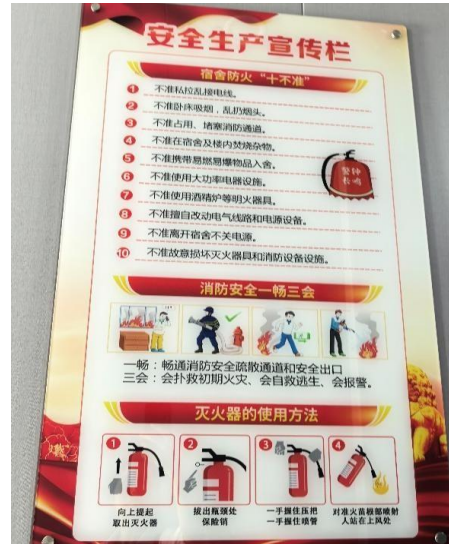 安全生产宣传栏
宿舍防火“十不准”
1 不准私拉乱接电线。
2 不准卧床吸烟，乱扔烟头。
3 不准占用、堵塞消防通道。
4 不准在宿舍及楼内焚烧杂物。
5 不准携带易燃易爆物品入舍。
6 不准使用大功率电器设施。
7 不准使用酒精炉等明火器具。
8 不准擅自改动电气线路和电源设备。
9 不准离开宿舍不关电源。
10 不准故意损坏灭火器具和消防设备设施。
警钟
长鸣
消防安全一畅三会
一畅：畅通消防安全疏散通道和安全出口
三会：会扑救初期火灾、会自救逃生、会报警。
灭火器的使用方法
1
向上提起
取出灭火器
2
拔出瓶颈处
保险销
3
一手握住压把
一手握住喷管
4
对准火苗根部喷射
人站在上风处